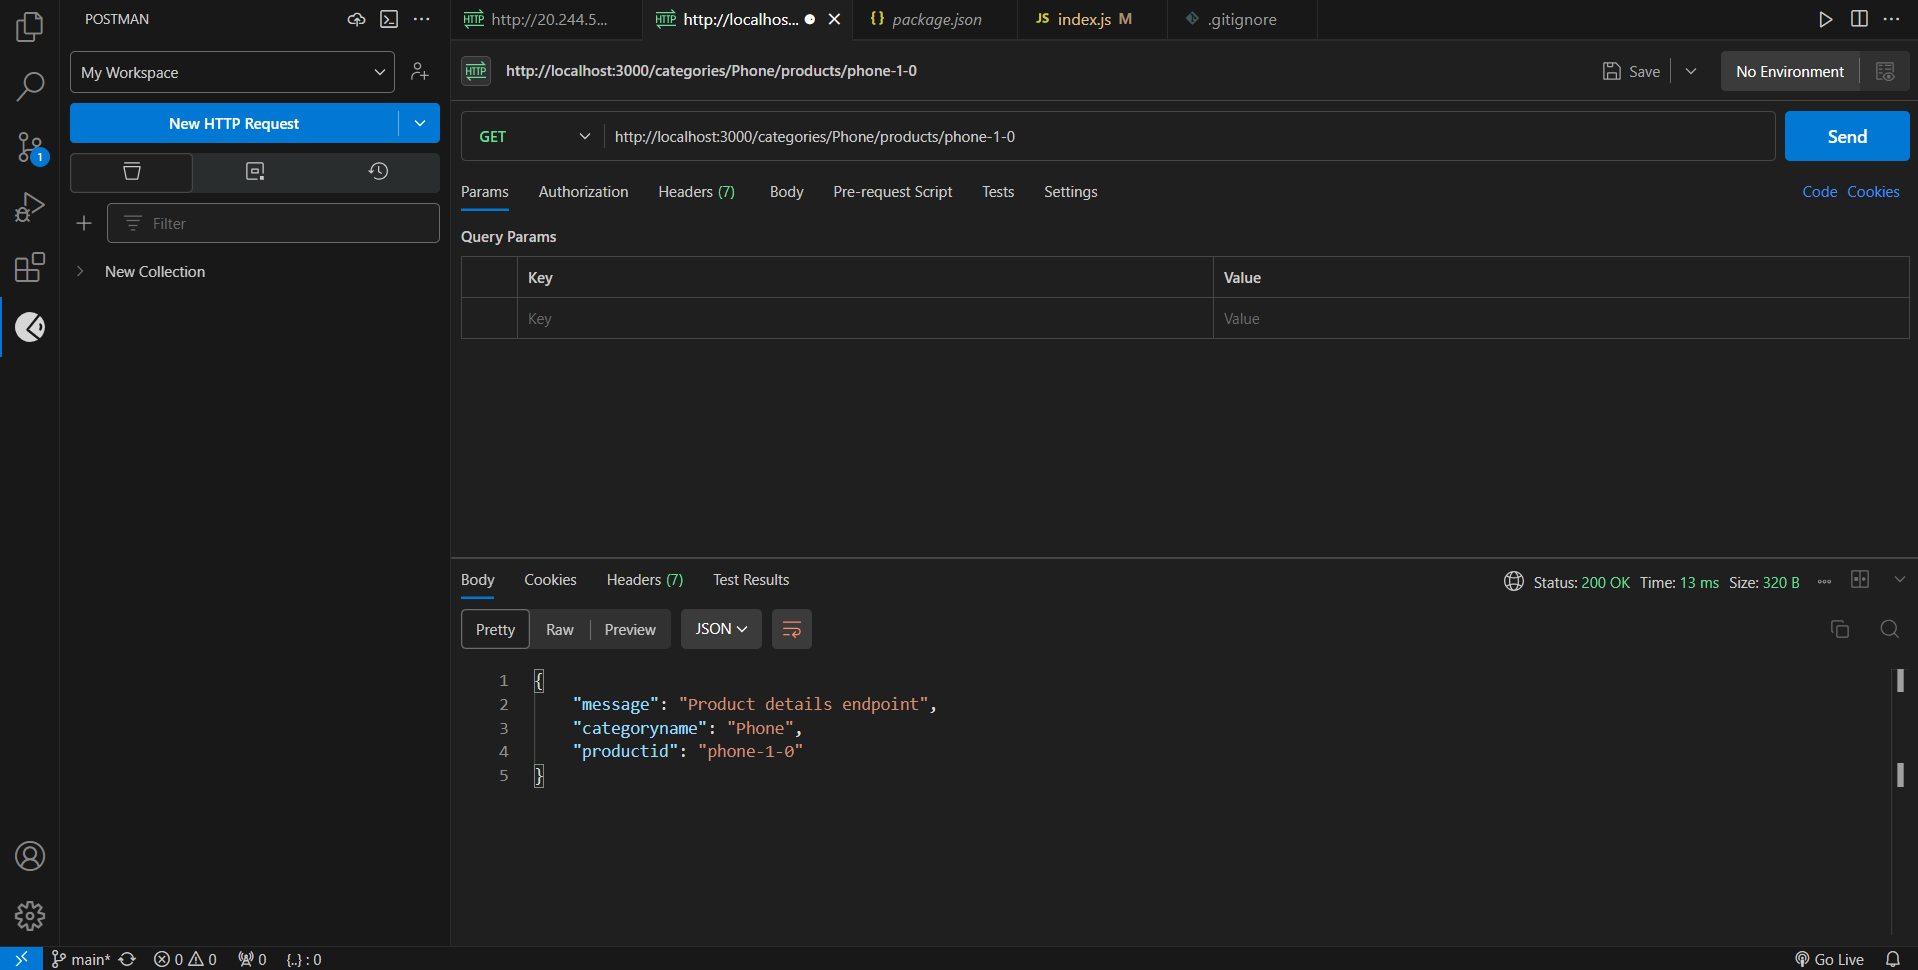 POSTMAN
http://20.244.5...
http://localhos...
{} package.json
JS index.js M
.gitignore
My Workspace
HTTP http://localhost:3000/categories/Phone/products/phone-1-0
Save
No Environment
New HTTP Request
GET
http://localhost:3000/categories/Phone/products/phone-1-0
Send
1
Params
Authorization
Headers (7)
Body
Pre-request Script
Tests
Settings
Code
Cookies
Filter
Query Params
New Collection
Key
Value
Key
Value
Body
Cookies
Headers (7)
Test Results
Status: 200 OK Time: 13 ms Size: 320 B
Pretty
Raw
Preview
JSON
1 {
2 "message": "Product details endpoint",
3 "categoryname": "Phone",
4 "productid": "phone-1-0"
5 }
main*
0
0
0
{..} : 0
Go Live